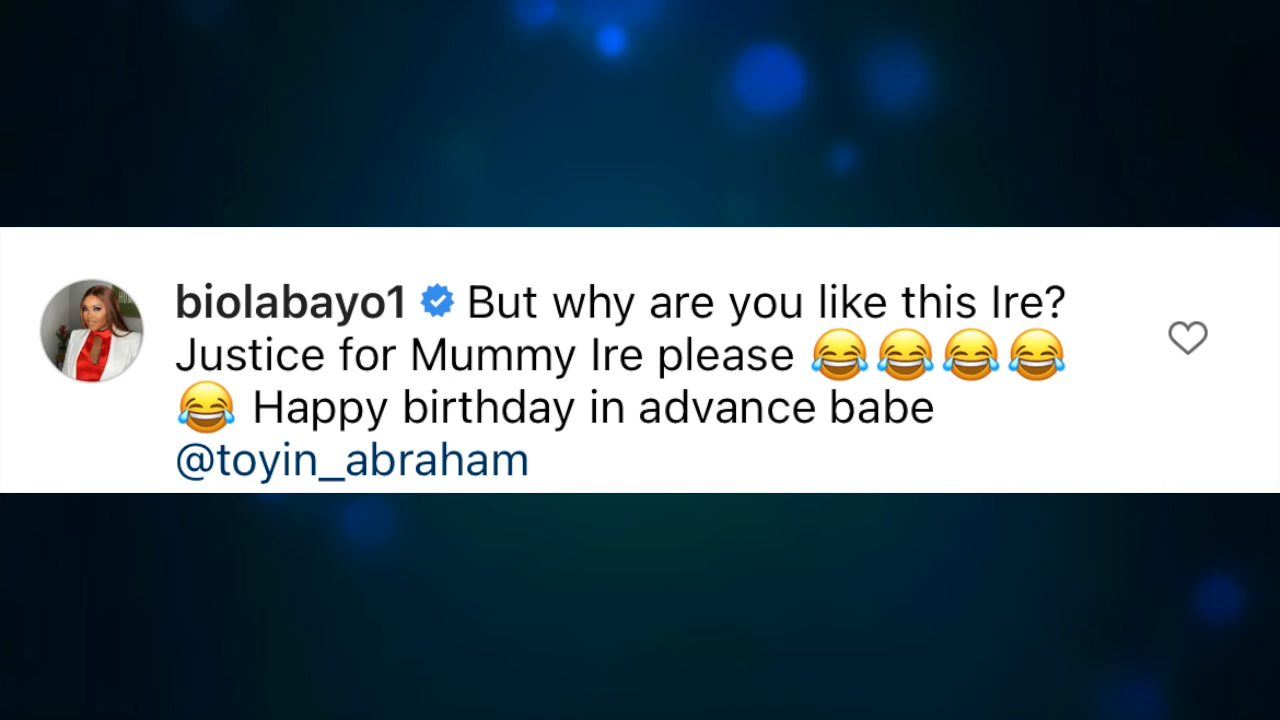 biolabayo1 But why are you like this Ire?
Justice for Mummy Ire please 😂😂😂😂
😂 Happy birthday in advance babe
@toyin_abraham